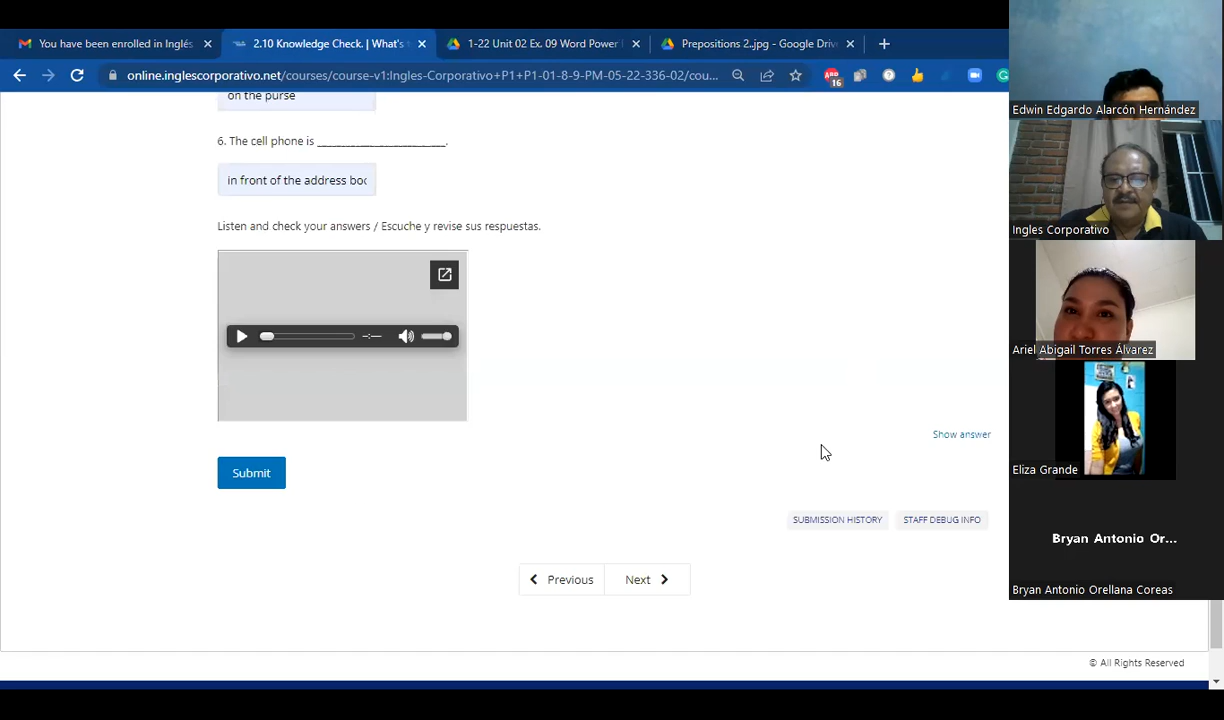 You have been enrolled in Inglés
2.10 Knowledge Check. | What's
1-22 Unit 02 Ex. 09 Word Power
Prepositions 2..jpg - Google Driv
online.inglescorporativo.net/courses/course-v1:Ingles-Corporativo+P1+P1-01-8-9-PM-05-22-336-02/cou...
16
on the purse
6. The cell phone is ________________________.
in front of the address boo
Listen and check your answers / Escuche y revise sus respuestas.
-:--
Show answer
Submit
SUBMISSION HISTORY
STAFF DEBUG INFO
Previous
Next
© All Rights Reserved
Edwin Edgardo Alarcón Hernández
Ingles Corporativo
Ariel Abigail Torres Álvarez
Eliza Grande
Bryan Antonio Or...
Bryan Antonio Orellana Coreas